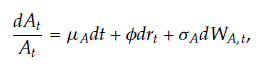 dA_t / A_t = μ_A dt + ϕdr_t + σ_A dW_{A,t},